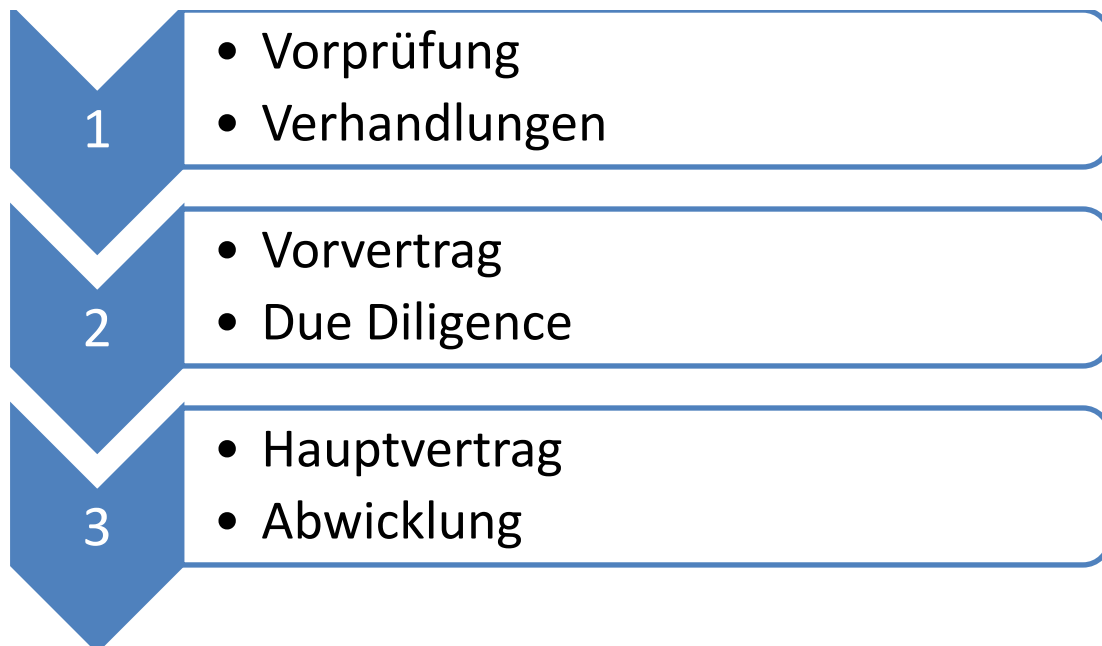 1
• Vorprüfung
• Verhandlungen
2
• Vorvertrag
• Due Diligence
3
• Hauptvertrag
• Abwicklung